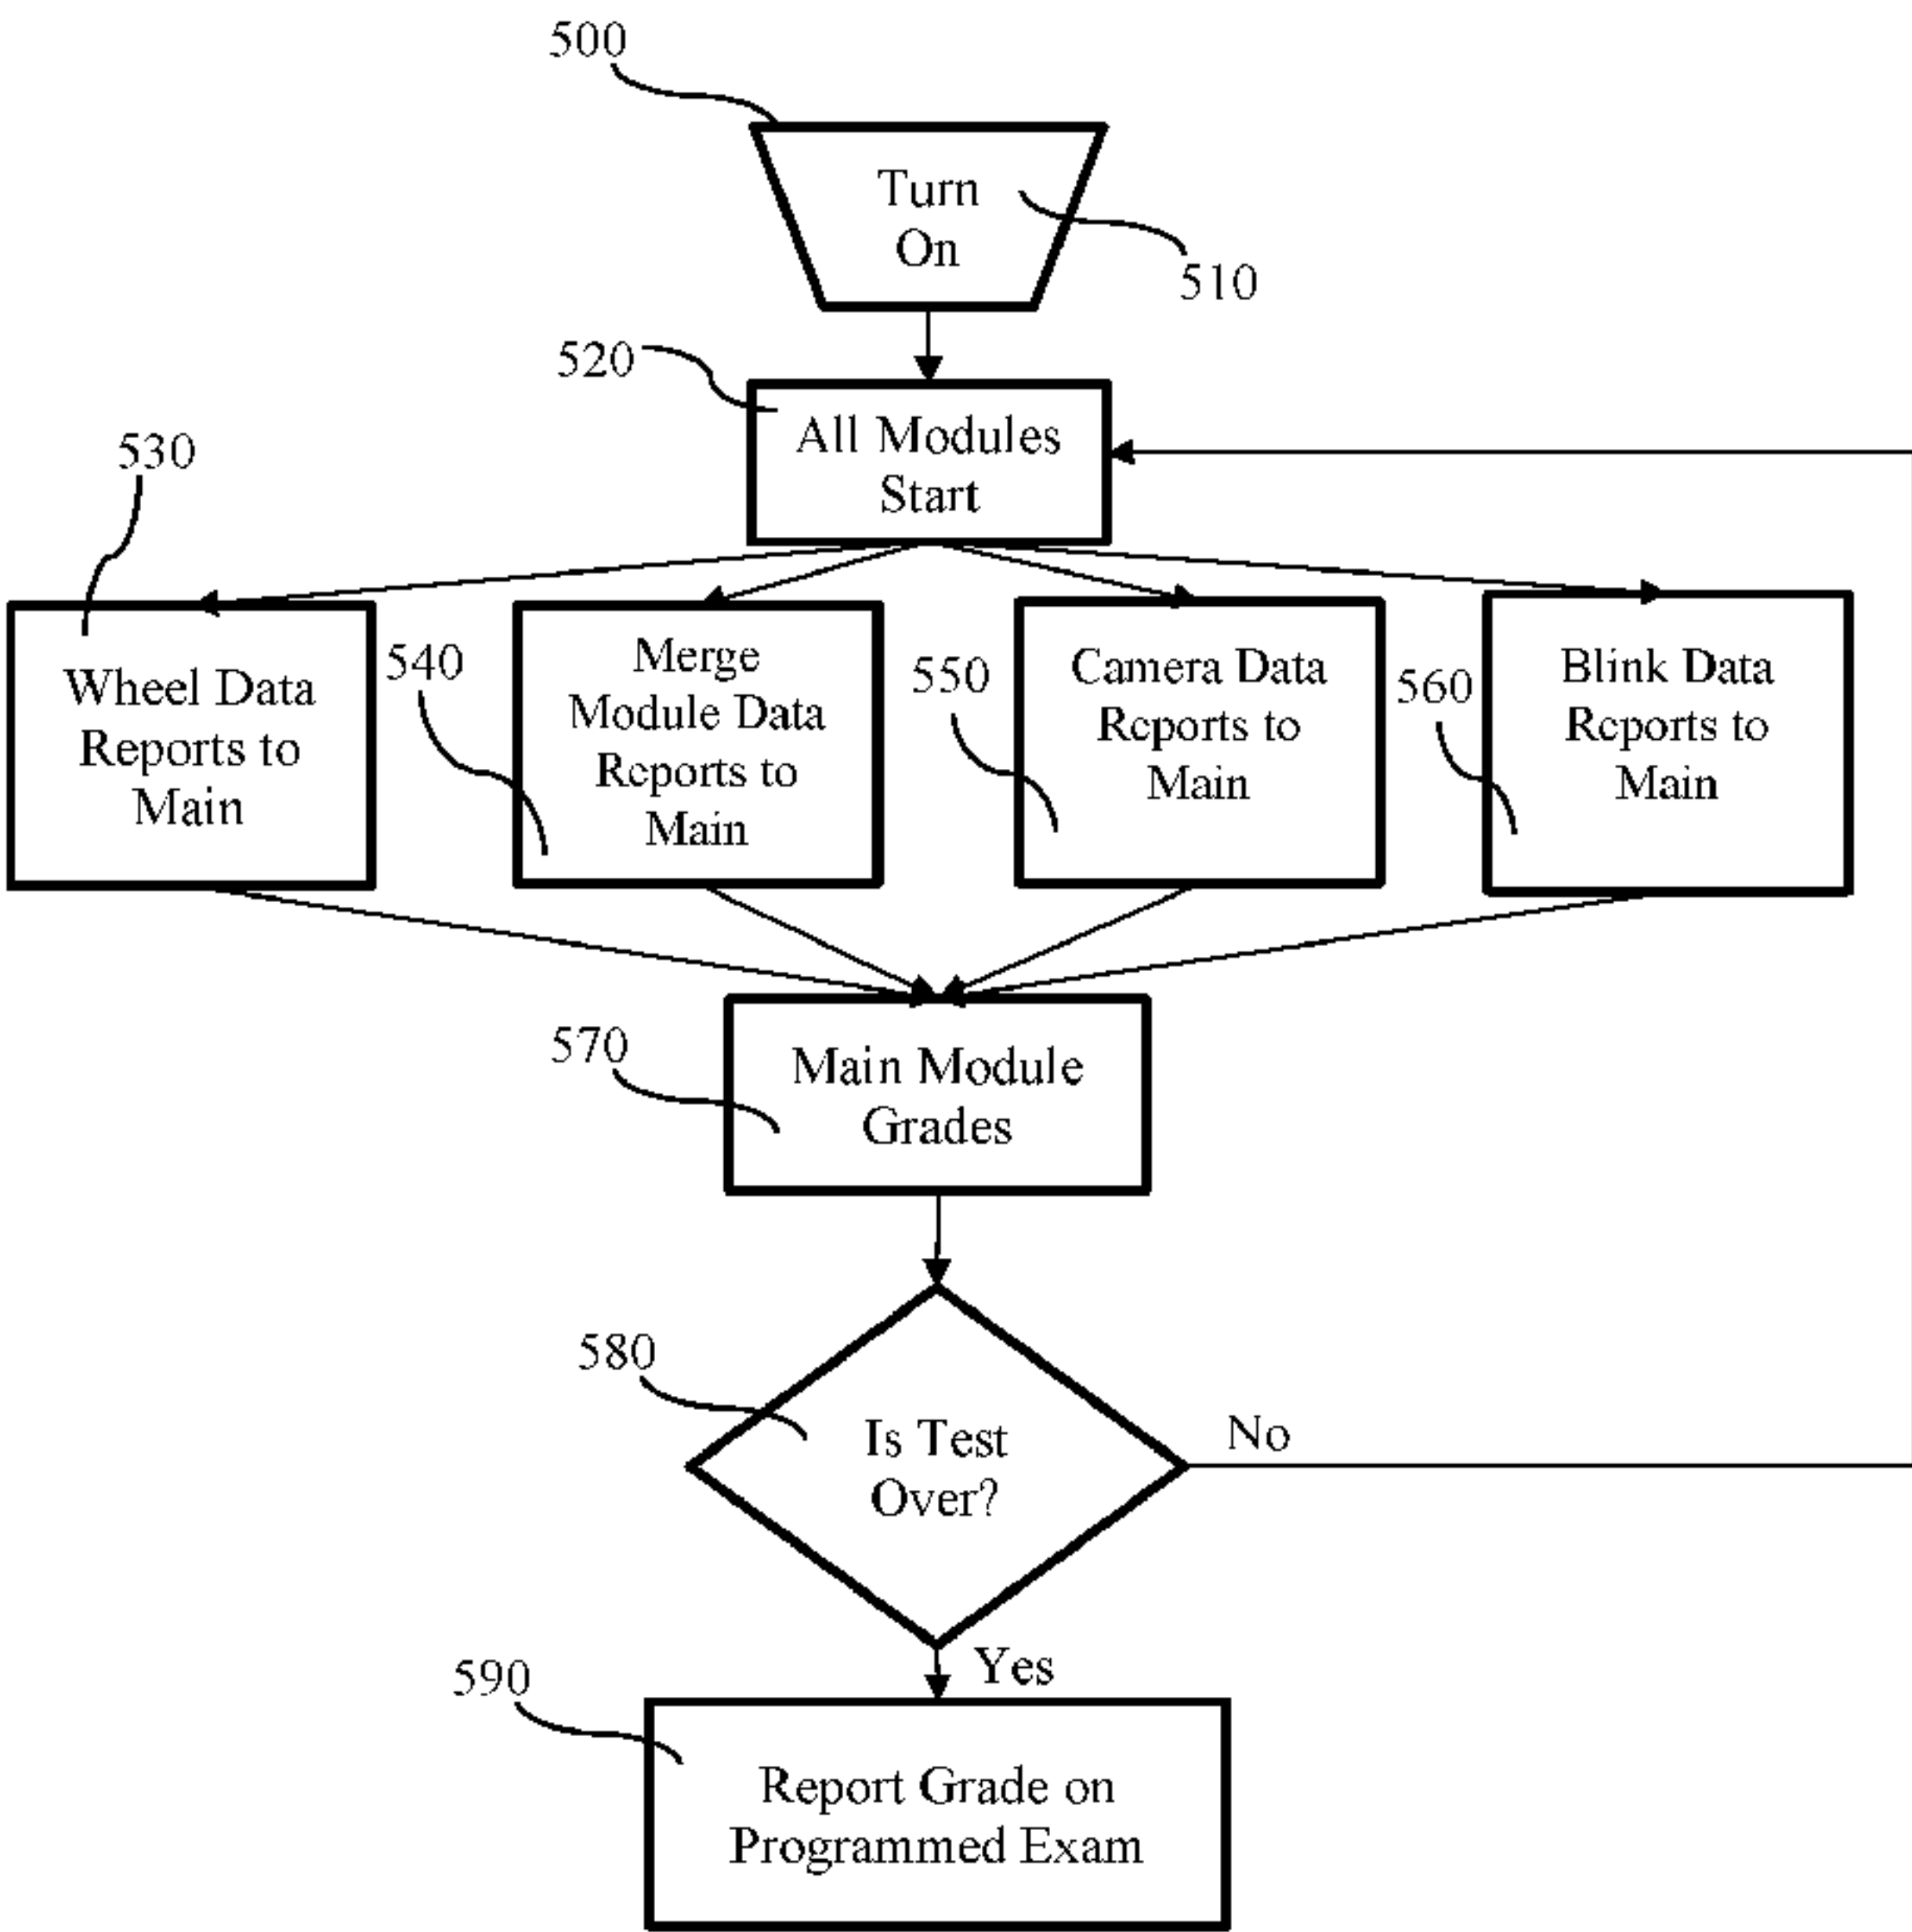 500
Turn
On
510
520
All Modules
Start
530
Wheel Data
Reports to
Main
540
Merge
Module Data
Reports to
Main
550
Camera Data
Reports to
Main
560
Blink Data
Reports to
Main
570
Main Module
Grades
580
Is Test
Over?
No
Yes
590
Report Grade on
Programmed Exam